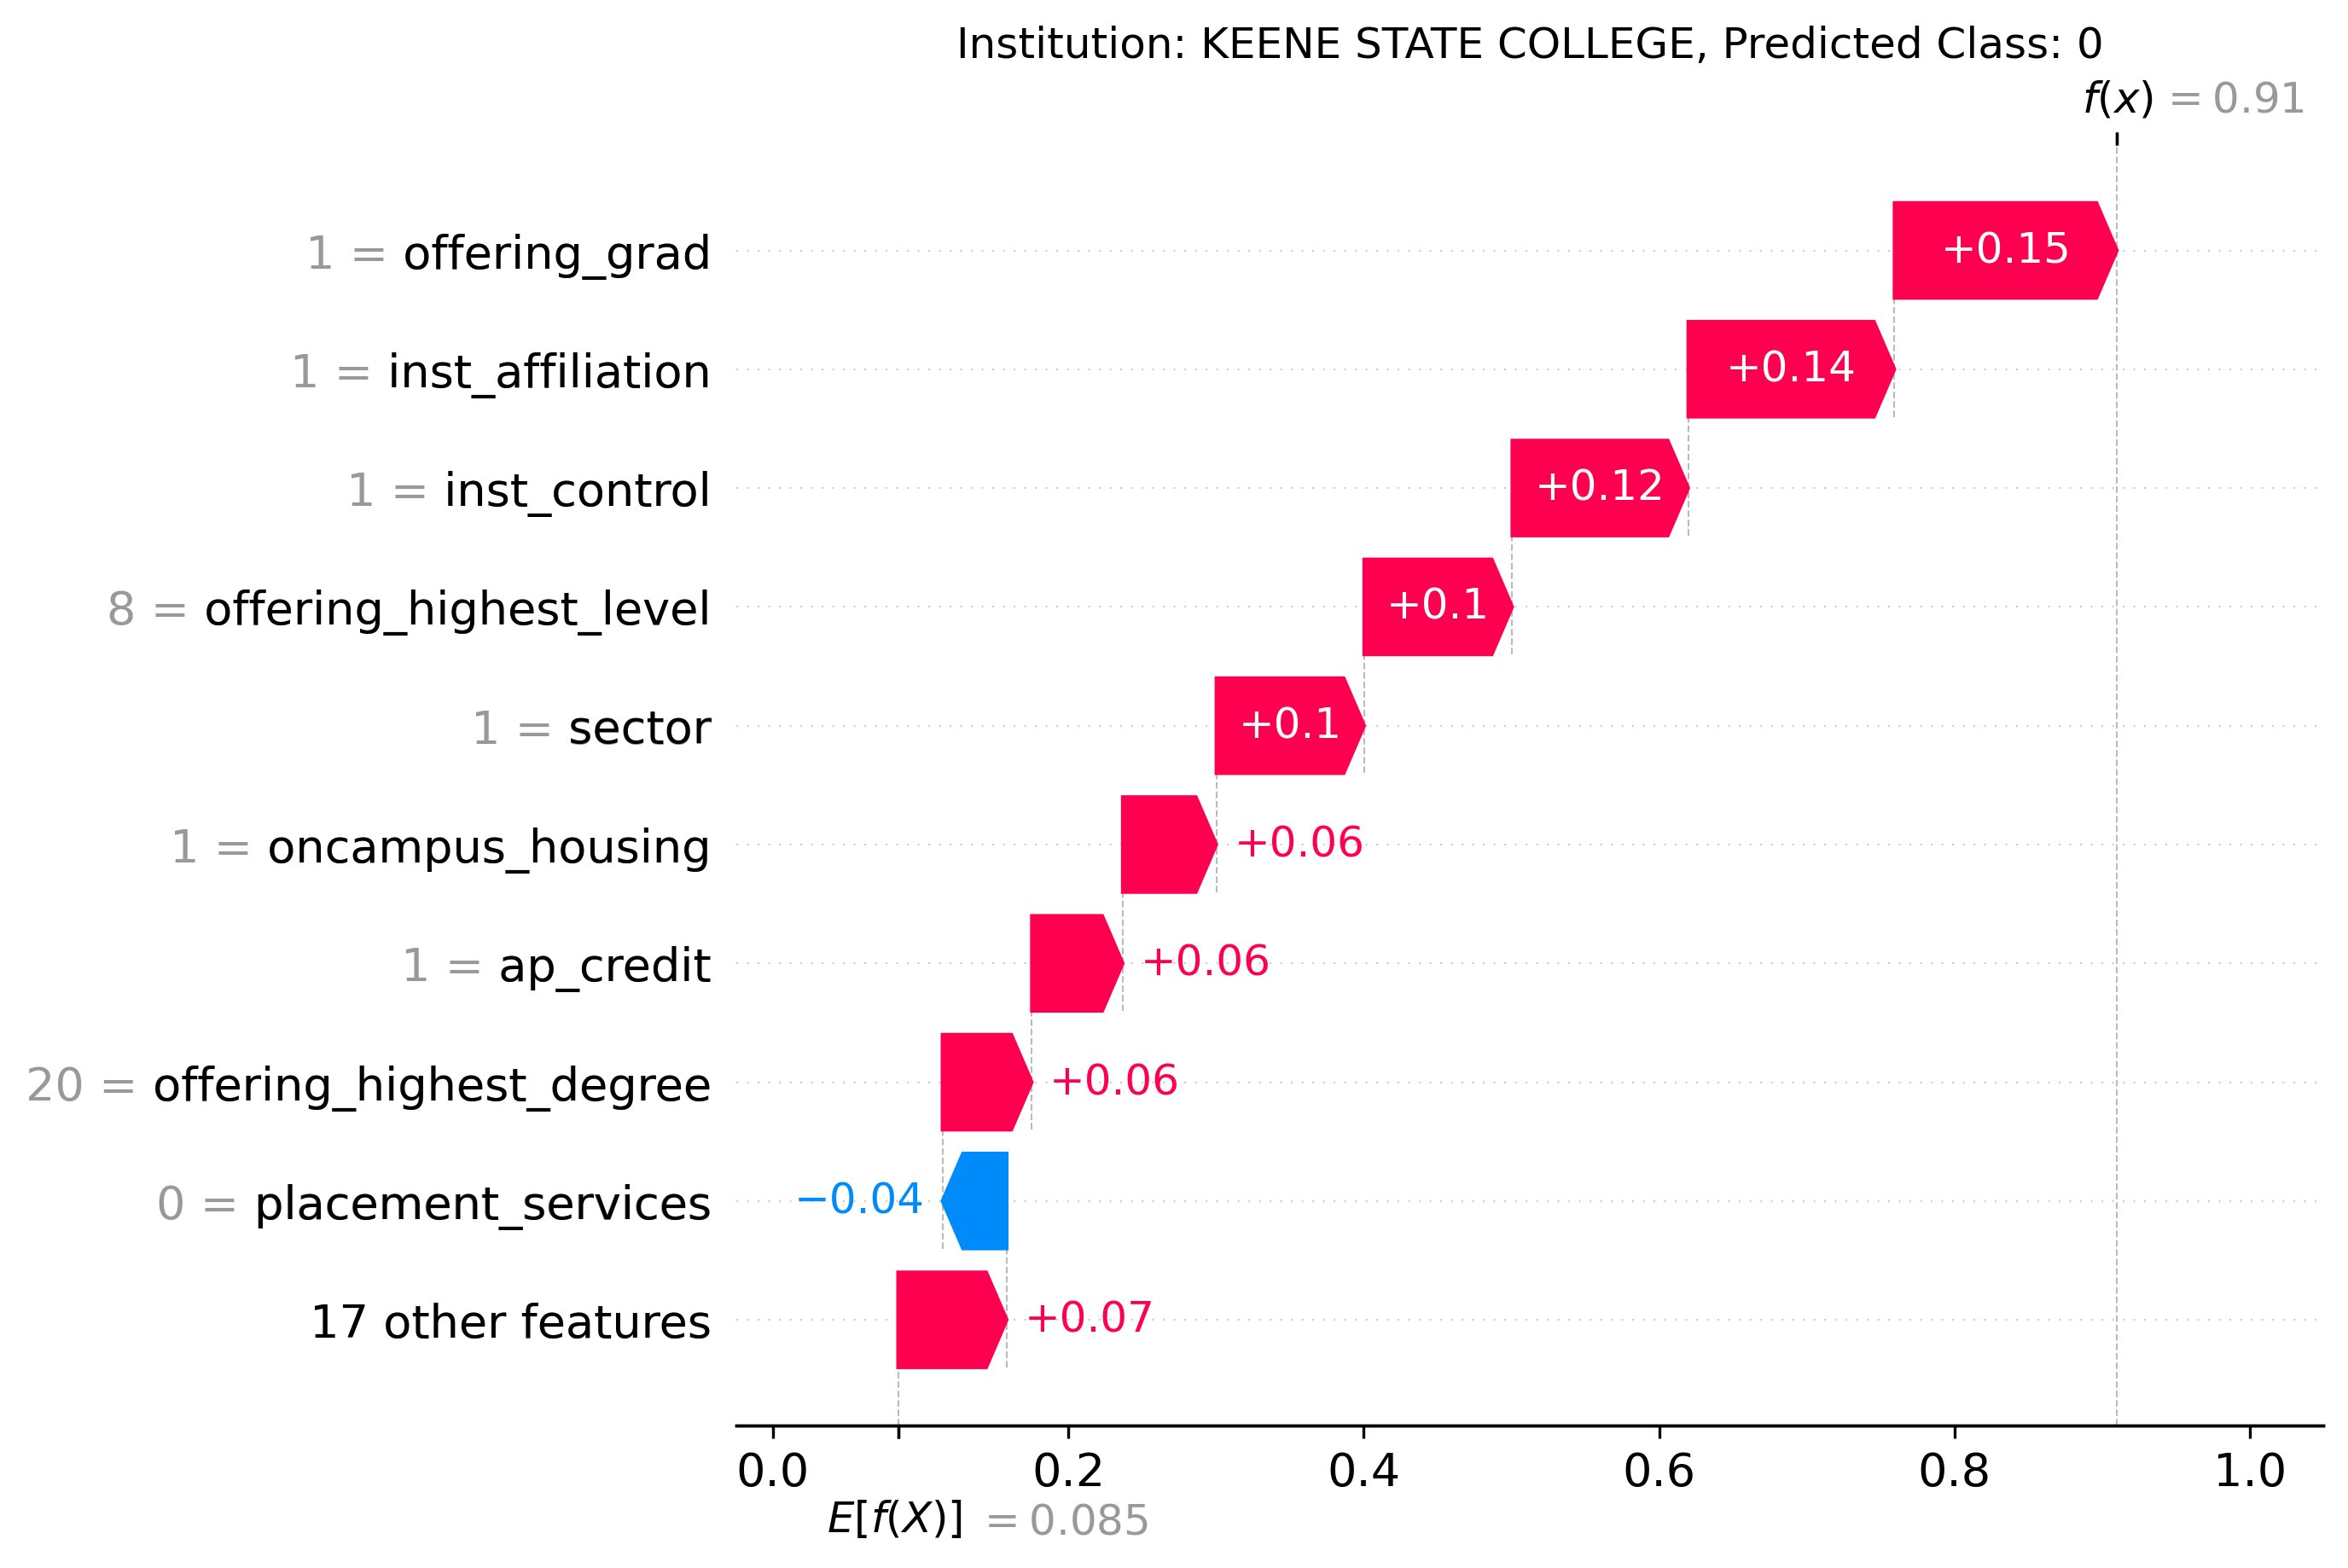 Institution: KEENE STATE COLLEGE, Predicted Class: 0
f(x) = 0.91
1 = offering_grad +0.15
1 = inst_affiliation +0.14
1 = inst_control +0.12
8 = offering_highest_level +0.1
1 = sector +0.1
1 = oncampus_housing +0.06
1 = ap_credit +0.06
20 = offering_highest_degree +0.06
0 = placement_services −0.04
17 other features +0.07
0.0 0.2 0.4 0.6 0.8 1.0
E[f(X)] = 0.085